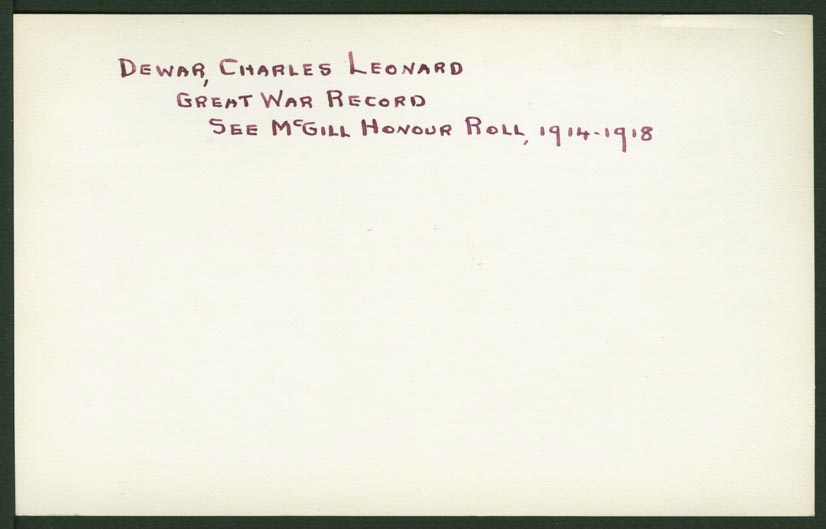 Dewar, Charles Leonard
Great War Record
See McGill Honour Roll, 1914-1918